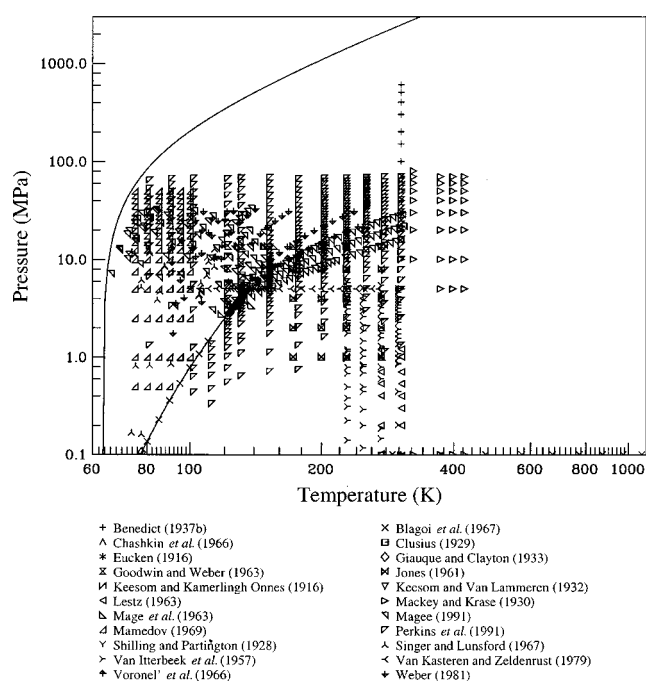 1000.0
100.0
10.0
1.0
0.1
Pressure (MPa)
60 80 100 200 400 600 800 1000
Temperature (K)
+ Benedict (1937b)
Chashkin et al. (1966)
Eucken (1916)
Goodwin and Weber (1963)
Keesom and Kamerlingh Onnes (1916)
Lestz (1963)
Mage et al. (1963)
Mamedov (1969)
Shilling and Partington (1928)
Van Itterbeek et al. (1957)
Voronel' et al. (1966)
× Blagoi et al. (1967)
Clusius (1929)
Giauque and Clayton (1933)
Jones (1961)
Keesom and Van Lammeren (1932)
Mackey and Krase (1930)
Magee (1991)
Perkins et al. (1991)
Singer and Lunsford (1967)
Van Kasteren and Zeldenrust (1979)
Weber (1981)